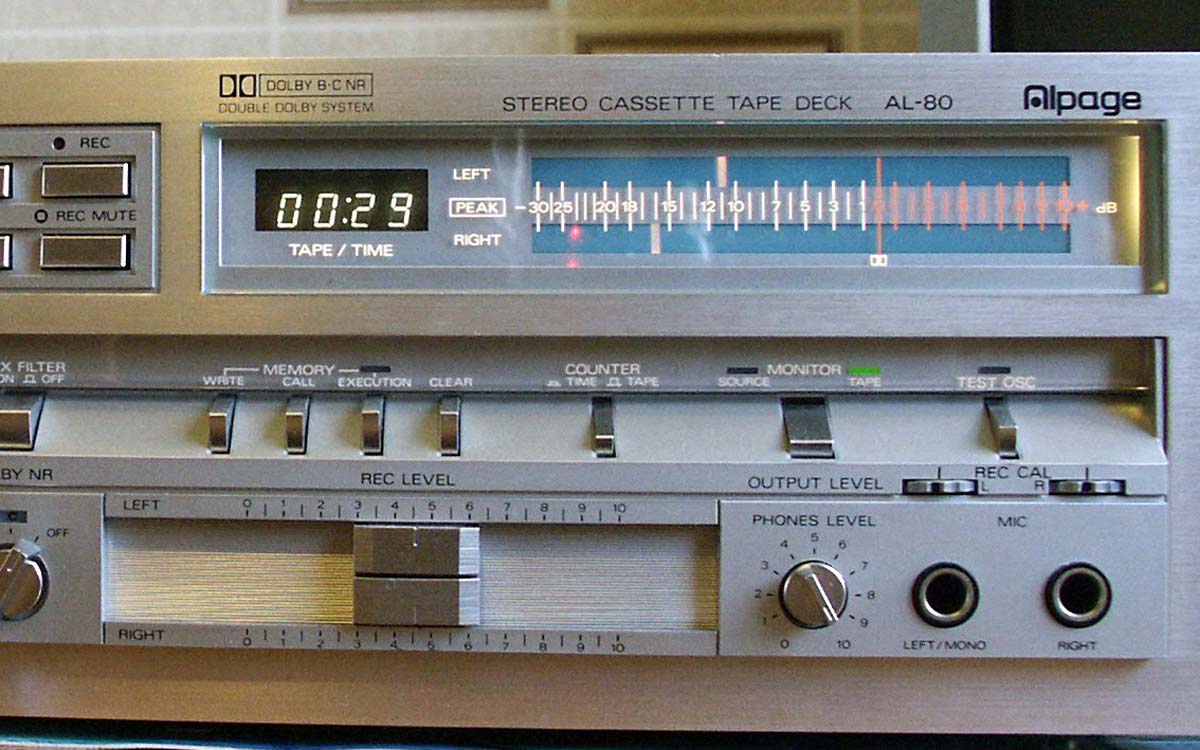 DOLBY B·C NR
DOUBLE DOLBY SYSTEM
STEREO CASSETTE TAPE DECK AL-80
Alpage
REC
REC MUTE
00:29
TAPE / TIME
LEFT
PEAK
RIGHT
-30 25 20 18 15 12 10 7 5 3 1
+ dB
X FILTER
ON OFF
MEMORY
WRITE CALL EXECUTION CLEAR
COUNTER
TIME TAPE
MONITOR
SOURCE TAPE
TEST OSC
BY NR
C
OFF
REC LEVEL
LEFT
0 1 2 3 4 5 6 7 8 9 10
RIGHT
0 1 2 3 4 5 6 7 8 9 10
OUTPUT LEVEL
REC CAL
L R
PHONES LEVEL
0 1 2 3 4 5 6 7 8 9 10
MIC
LEFT/MONO
RIGHT